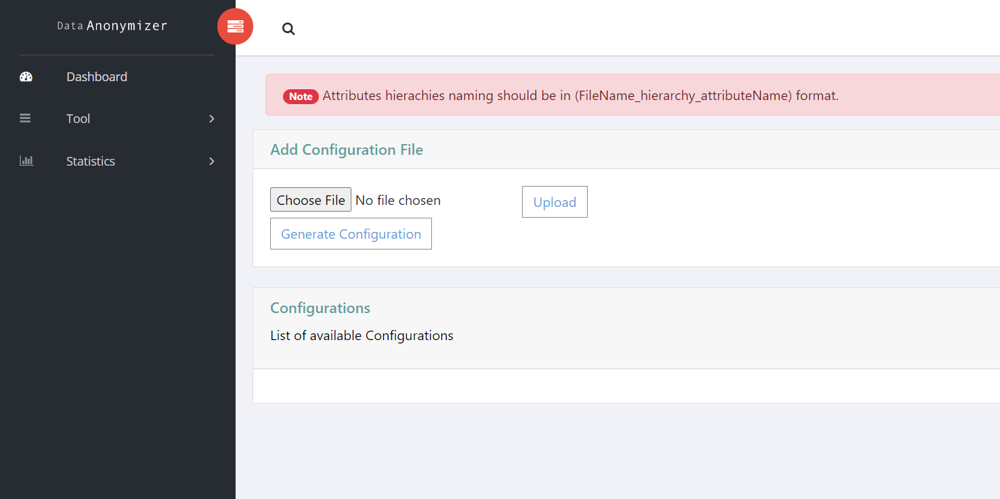 Data Anonymizer
Dashboard
Tool
Statistics
Note Attributes hierachies naming should be in (FileName_hierarchy_attributeName) format.
Add Configuration File
Choose File No file chosen
Upload
Generate Configuration
Configurations
List of available Configurations